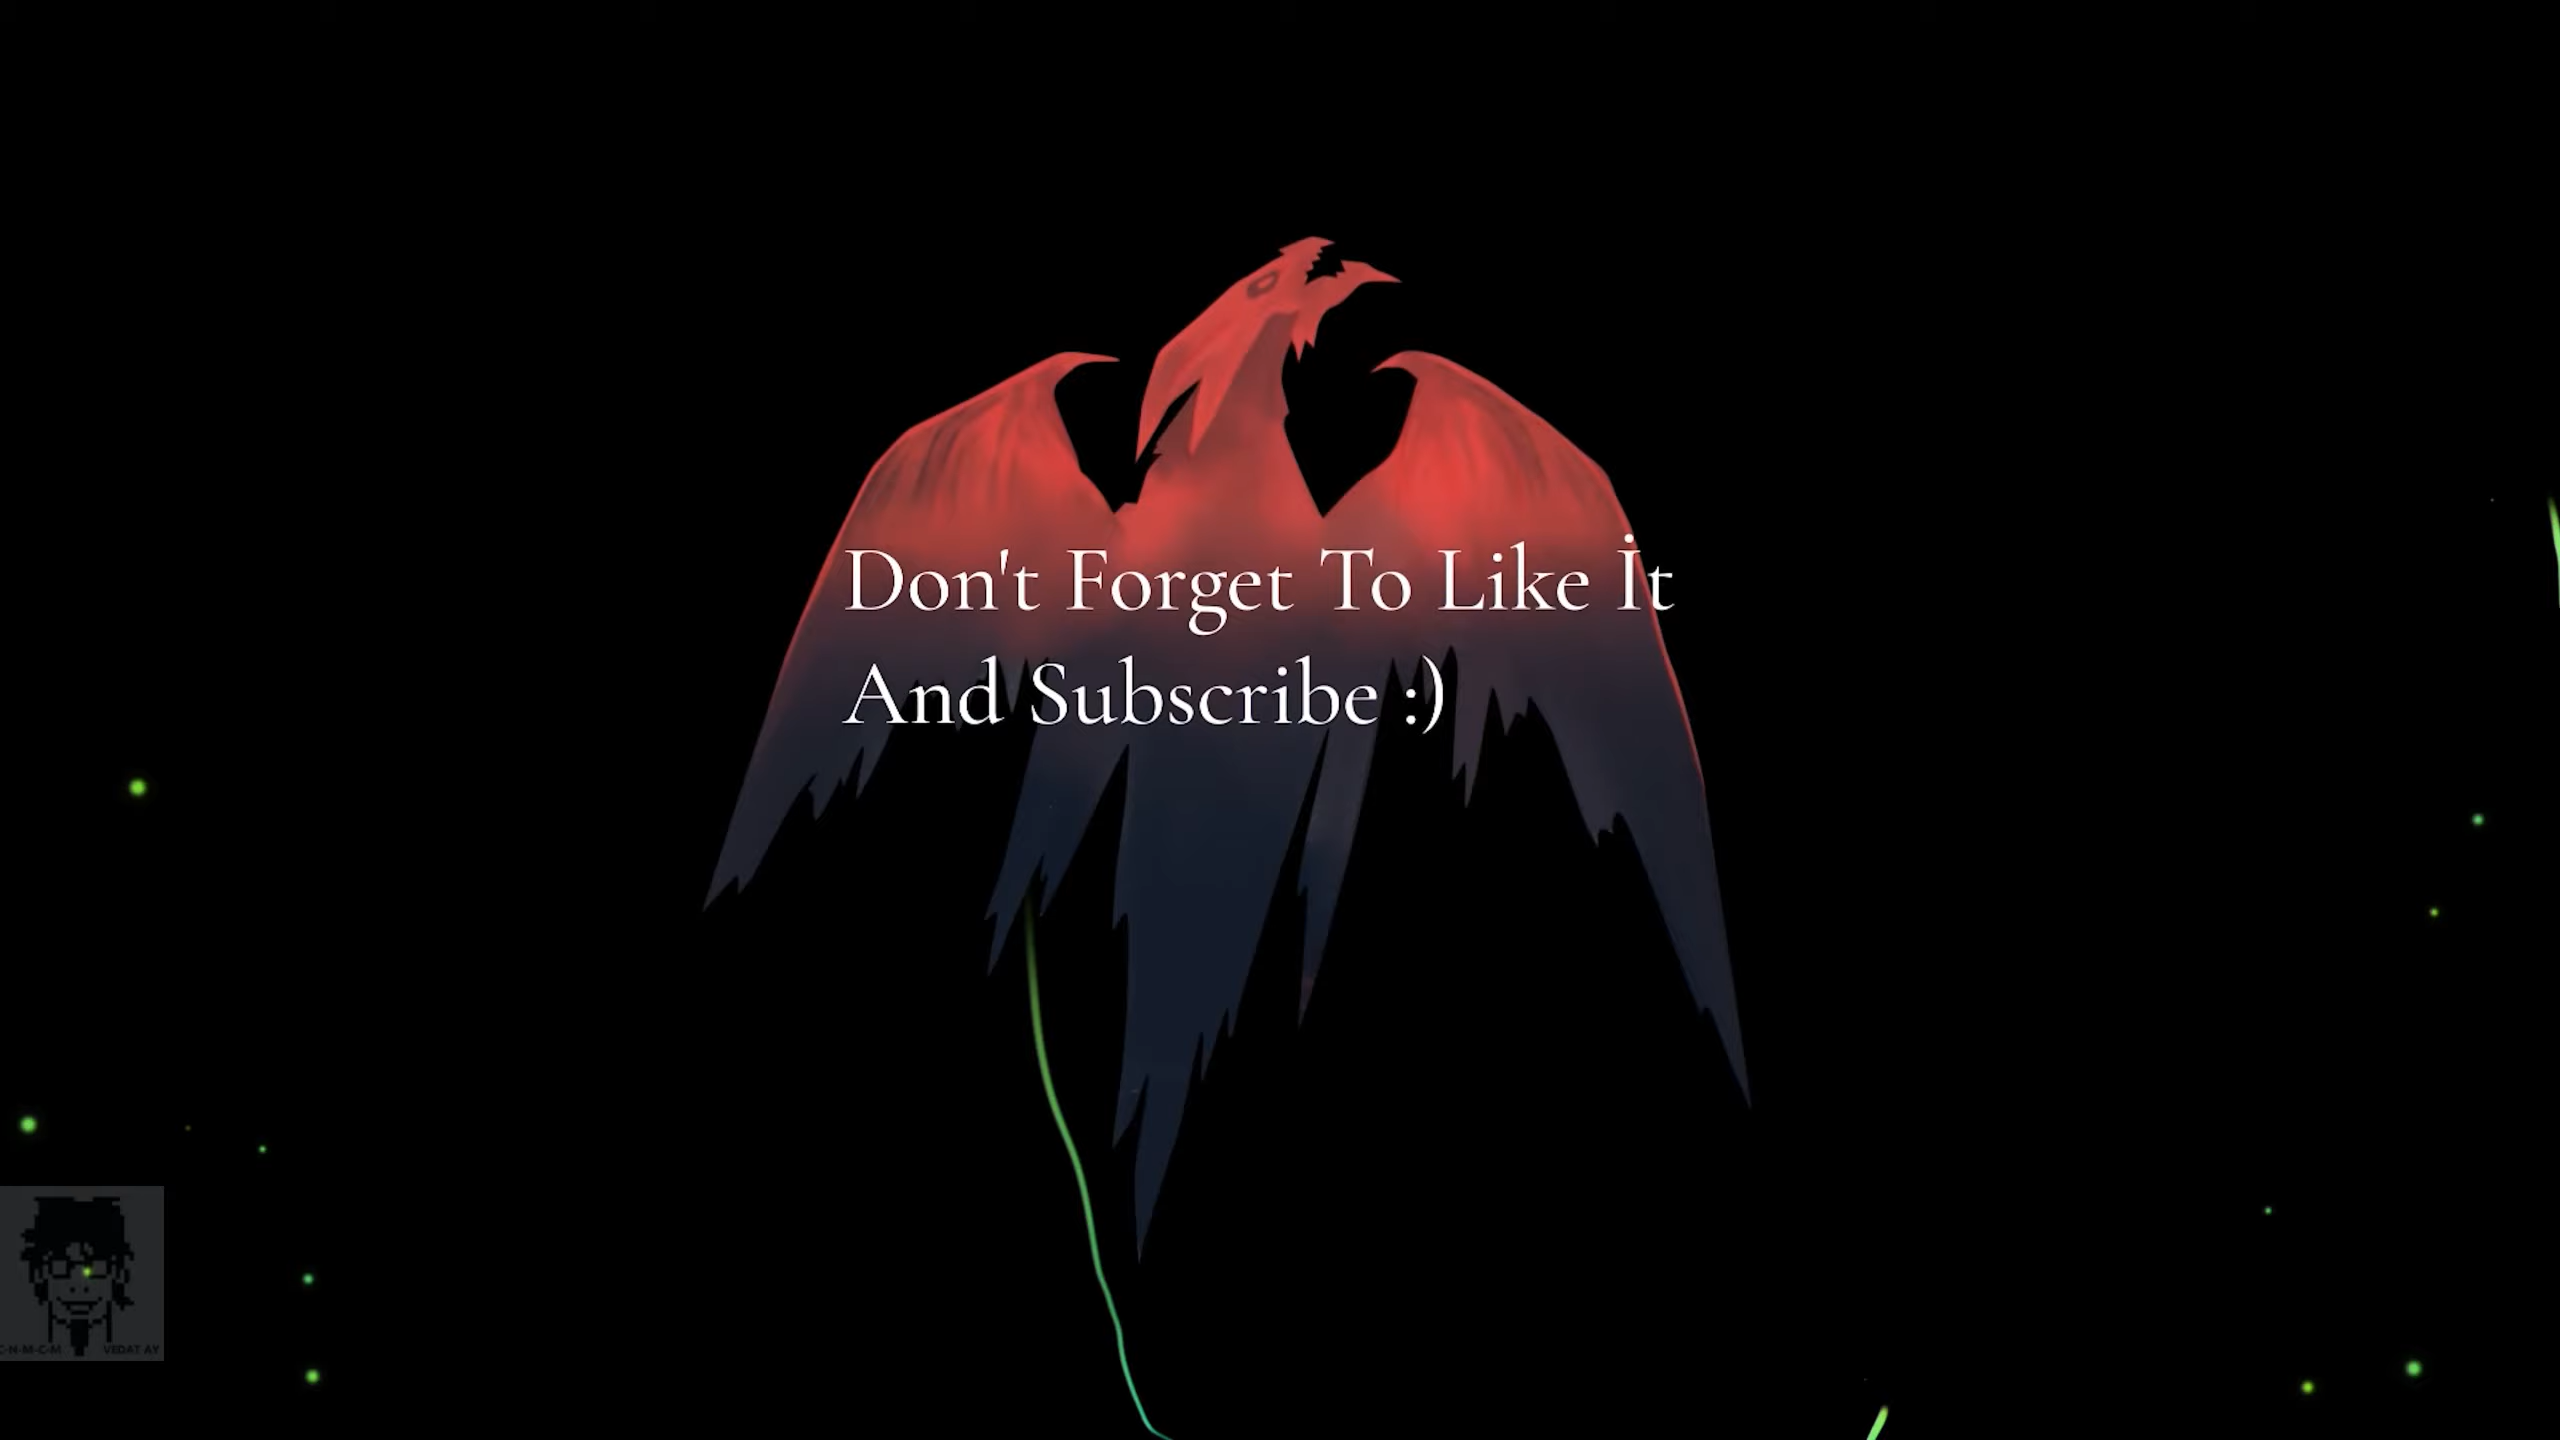 Don't Forget To Like İt
And Subscribe :)
C-N-M-C-M VEDAT AY